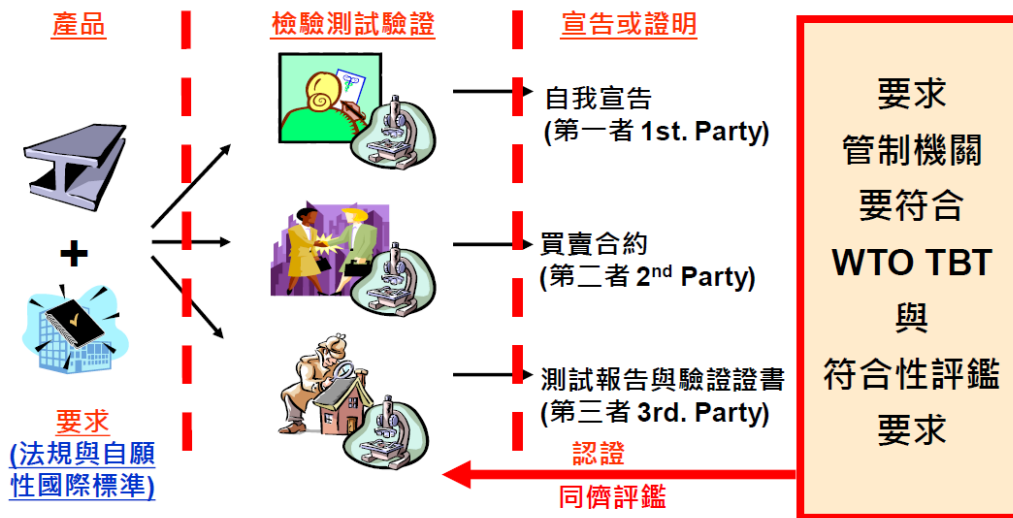 產品
檢驗測試驗證
宣告或證明
+
要求
(法規與自願
性國際標準)
自我宣告
(第一者 1st. Party)
買賣合約
(第二者 2nd Party)
測試報告與驗證證書
(第三者 3rd. Party)
認證
同儕評鑑
要求
管制機關
要符合
WTO TBT
與
符合性評鑑
要求